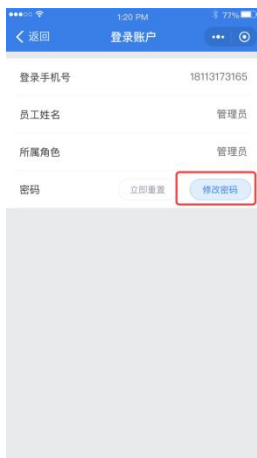 1:20 PM 77%
返回 登录账户
登录手机号 18113173165
员工姓名 管理员
所属角色 管理员
密码 立即重置 修改密码